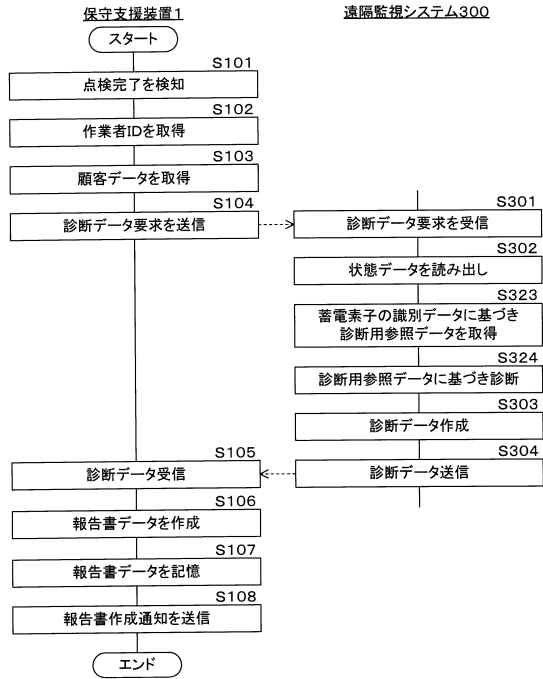 保守支援装置1
スタート
S101
点検完了を検知
S102
作業者IDを取得
S103
顧客データを取得
S104
診断データ要求を送信
S105
診断データ受信
S106
報告書データを作成
S107
報告書データを記憶
S108
報告書作成通知を送信
エンド
遠隔監視システム300
S301
診断データ要求を受信
S302
状態データを読み出し
S323
蓄電素子の識別データに基づき
診断用参照データを取得
S324
診断用参照データに基づき診断
S303
診断データ作成
S304
診断データ送信